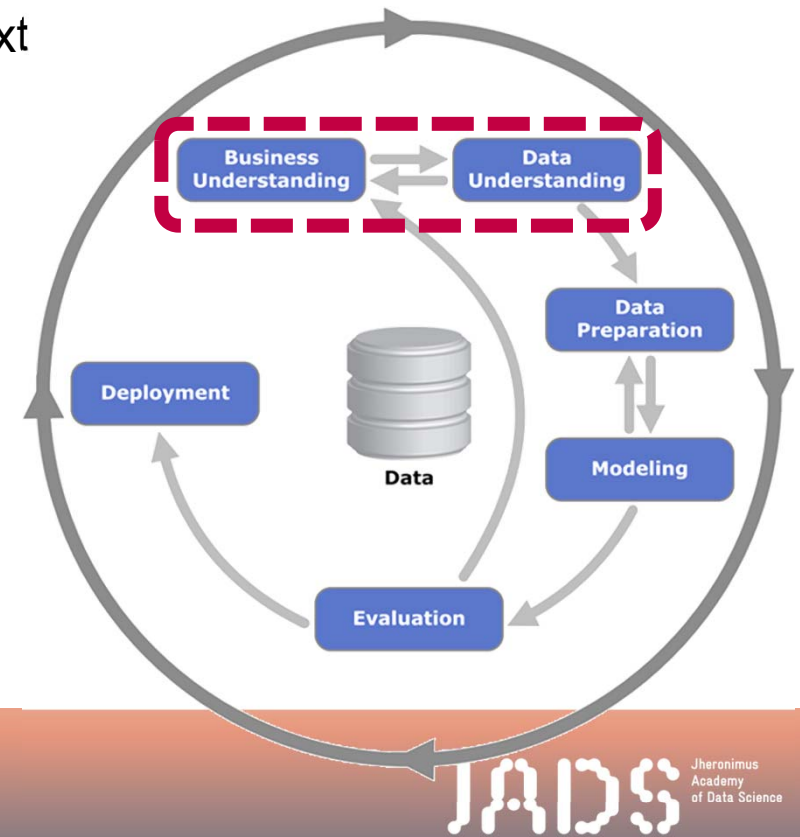 xt
Business
Understanding
Data
Understanding
Data
Preparation
Deployment
Modeling
Data
Evaluation
JADS
Jheronimus
Academy
of Data Science